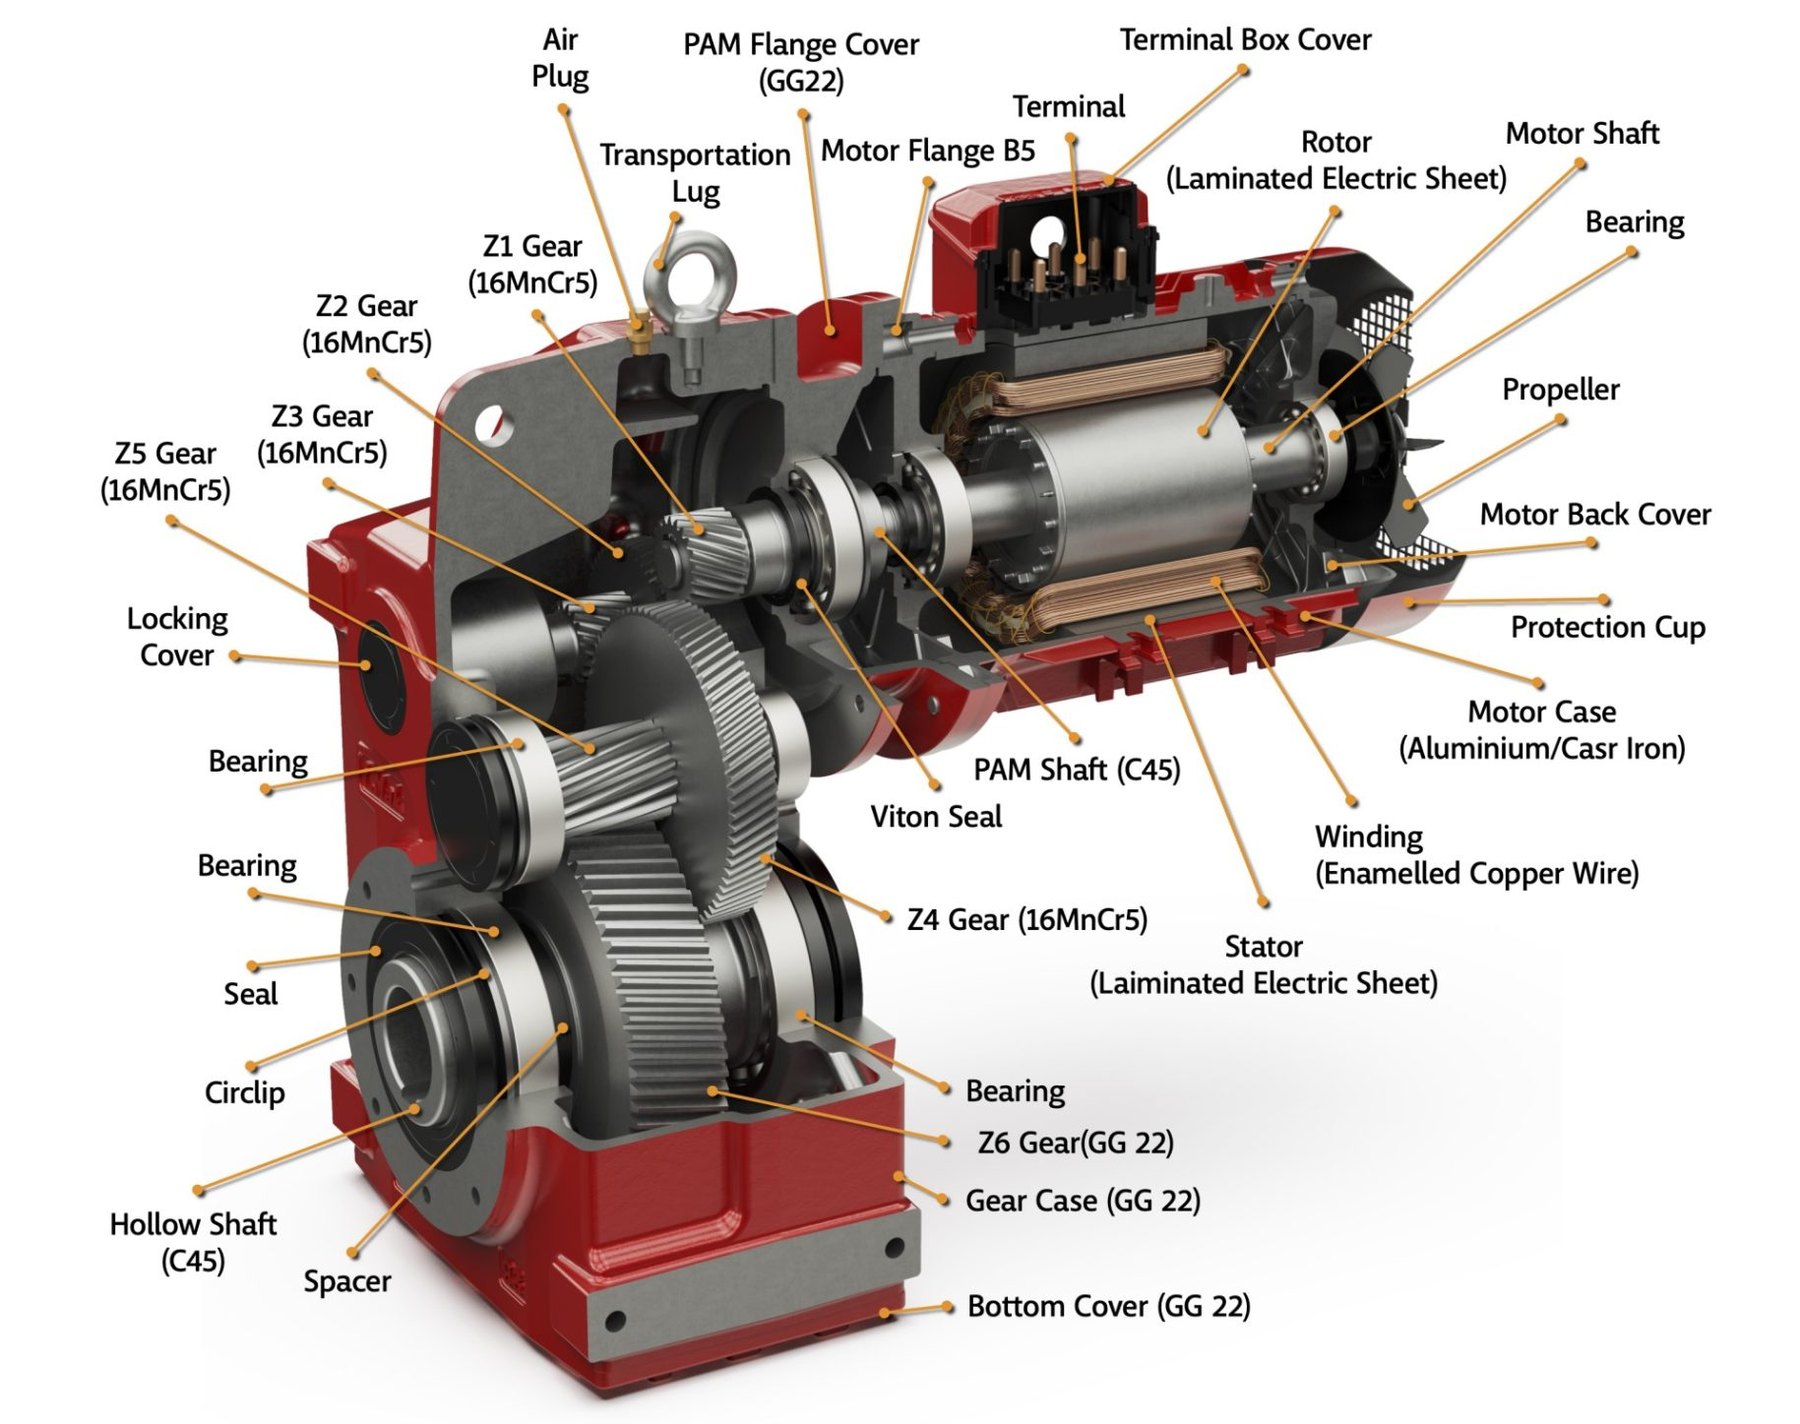 Air
Plug
PAM Flange Cover
(GG22)
Terminal Box Cover
Terminal
Motor Flange B5
Transportation
Lug
Rotor
(Laminated Electric Sheet)
Motor Shaft
Bearing
Z1 Gear
(16MnCr5)
Z2 Gear
(16MnCr5)
Z3 Gear
(16MnCr5)
Z5 Gear
(16MnCr5)
Propeller
Motor Back Cover
Protection Cup
Locking
Cover
Motor Case
(Aluminium/Casr Iron)
Bearing
PAM Shaft (C45)
Viton Seal
Winding
(Enamelled Copper Wire)
Bearing
Z4 Gear (16MnCr5)
Stator
(Laiminated Electric Sheet)
Seal
Circlip
Bearing
Z6 Gear(GG 22)
Gear Case (GG 22)
Hollow Shaft
(C45)
Spacer
Bottom Cover (GG 22)